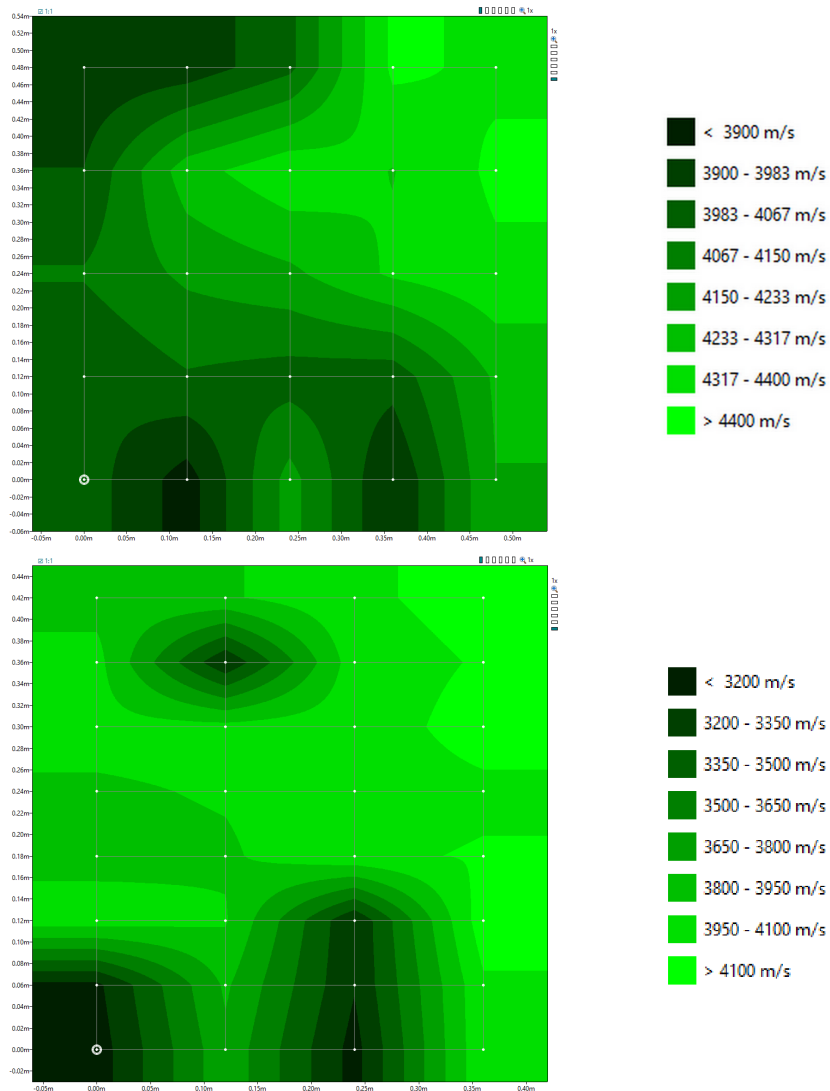 1:1
1x
0.54m
1x
0.52m
0.50m
0.48m
0.46m
0.44m
0.42m
0.40m
0.38m
0.36m
0.34m
0.32m
0.30m
0.28m
0.26m
0.24m
0.22m
0.20m
0.18m
0.16m
0.14m
0.12m
0.10m
0.08m
0.06m
0.04m
0.02m
0.00m
-0.02m
-0.04m
-0.06m
-0.05m 0.00m 0.05m 0.10m 0.15m 0.20m 0.25m 0.30m 0.35m 0.40m 0.45m 0.50m
< 3900 m/s
3900 - 3983 m/s
3983 - 4067 m/s
4067 - 4150 m/s
4150 - 4233 m/s
4233 - 4317 m/s
4317 - 4400 m/s
> 4400 m/s
1:1
1x
0.44m
1x
0.42m
0.40m
0.38m
0.36m
0.34m
0.32m
0.30m
0.28m
0.26m
0.24m
0.22m
0.20m
0.18m
0.16m
0.14m
0.12m
0.10m
0.08m
0.06m
0.04m
0.02m
0.00m
-0.02m
-0.05m 0.00m 0.05m 0.10m 0.15m 0.20m 0.25m 0.30m 0.35m 0.40m
< 3200 m/s
3200 - 3350 m/s
3350 - 3500 m/s
3500 - 3650 m/s
3650 - 3800 m/s
3800 - 3950 m/s
3950 - 4100 m/s
> 4100 m/s